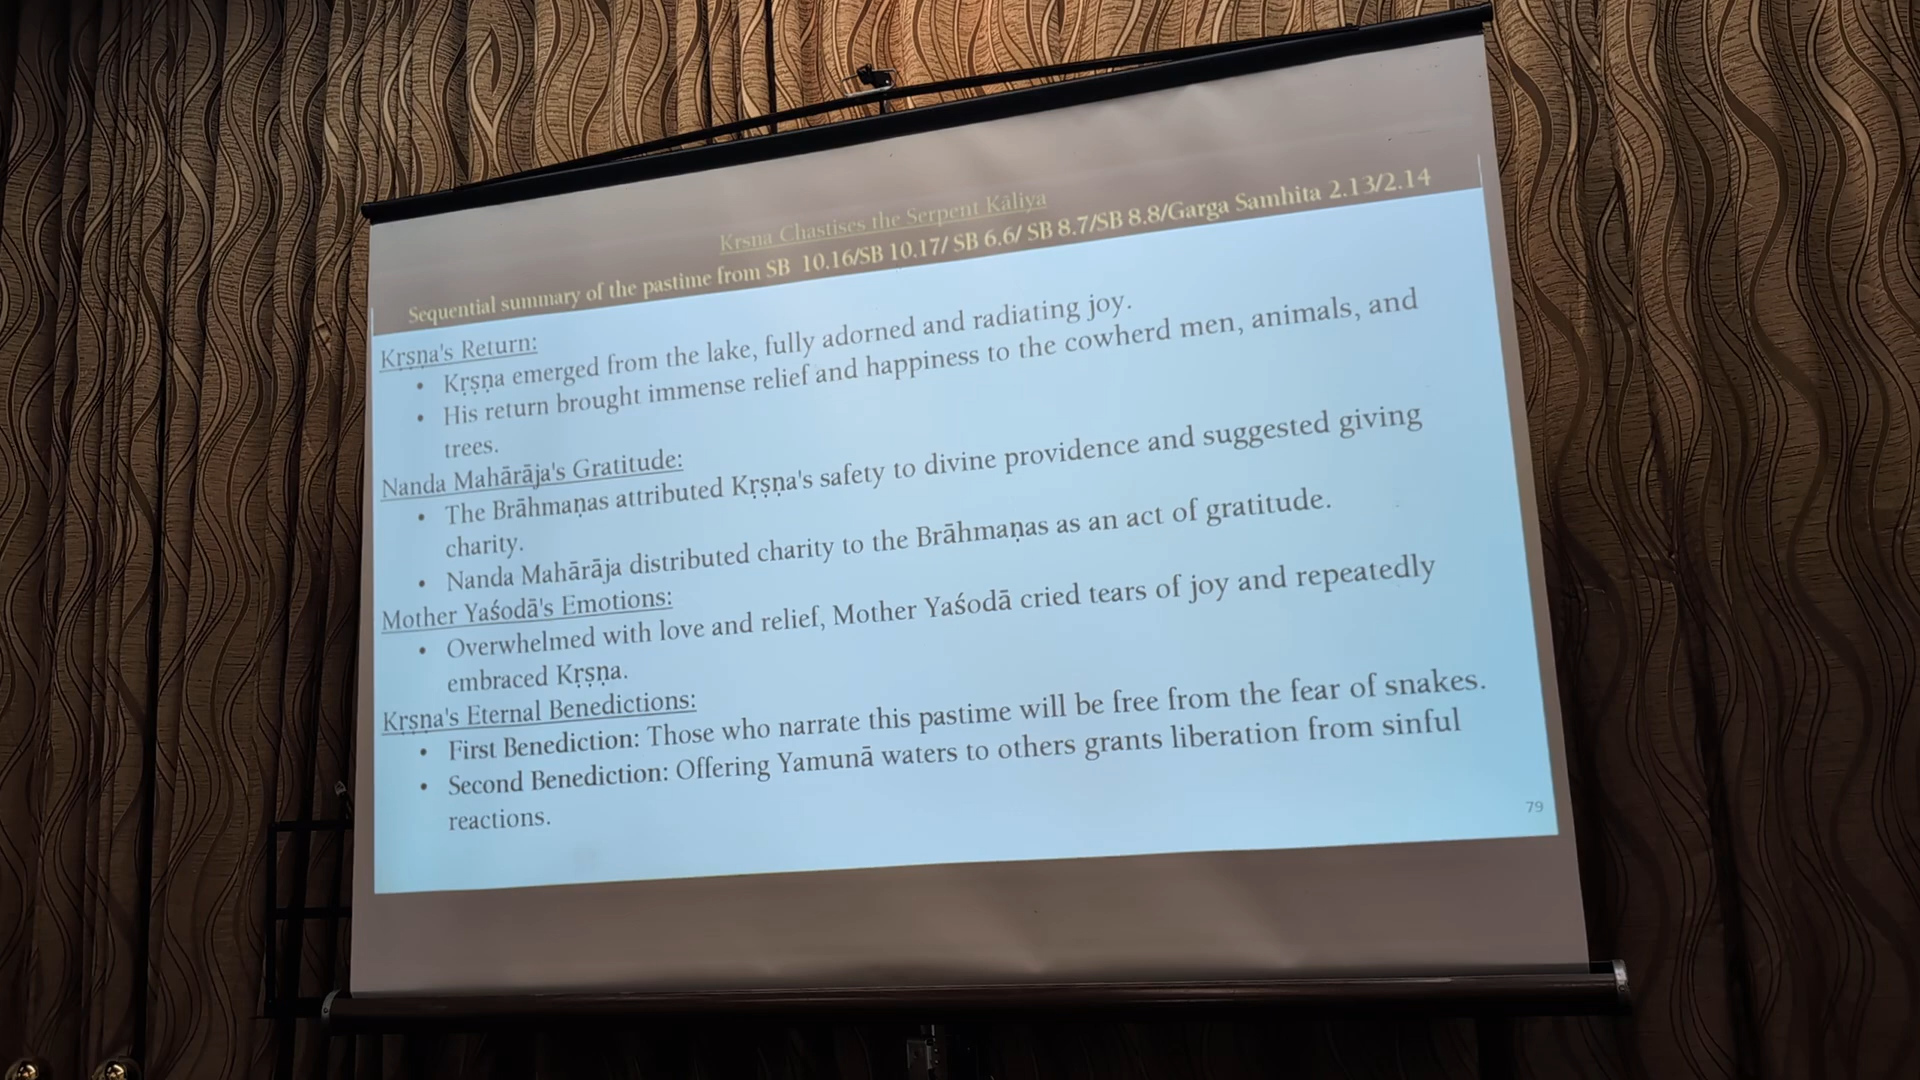 Krsna Chastises the Serpent Kāliya
Sequential summary of the pastime from SB 10.16/SB 10.17/ SB 6.6/ SB 8.7/SB 8.8/Garga Samhita 2.13/2.14
Kṛṣṇa's Return:
• Kṛṣṇa emerged from the lake, fully adorned and radiating joy.
• His return brought immense relief and happiness to the cowherd men, animals, and
trees.
Nanda Mahārāja's Gratitude:
• The Brāhmaṇas attributed Kṛṣṇa's safety to divine providence and suggested giving
charity.
• Nanda Mahārāja distributed charity to the Brāhmaṇas as an act of gratitude.
Mother Yaśodā's Emotions:
• Overwhelmed with love and relief, Mother Yaśodā cried tears of joy and repeatedly
embraced Kṛṣṇa.
Kṛṣṇa's Eternal Benedictions:
• First Benediction: Those who narrate this pastime will be free from the fear of snakes.
• Second Benediction: Offering Yamunā waters to others grants liberation from sinful
reactions.
79